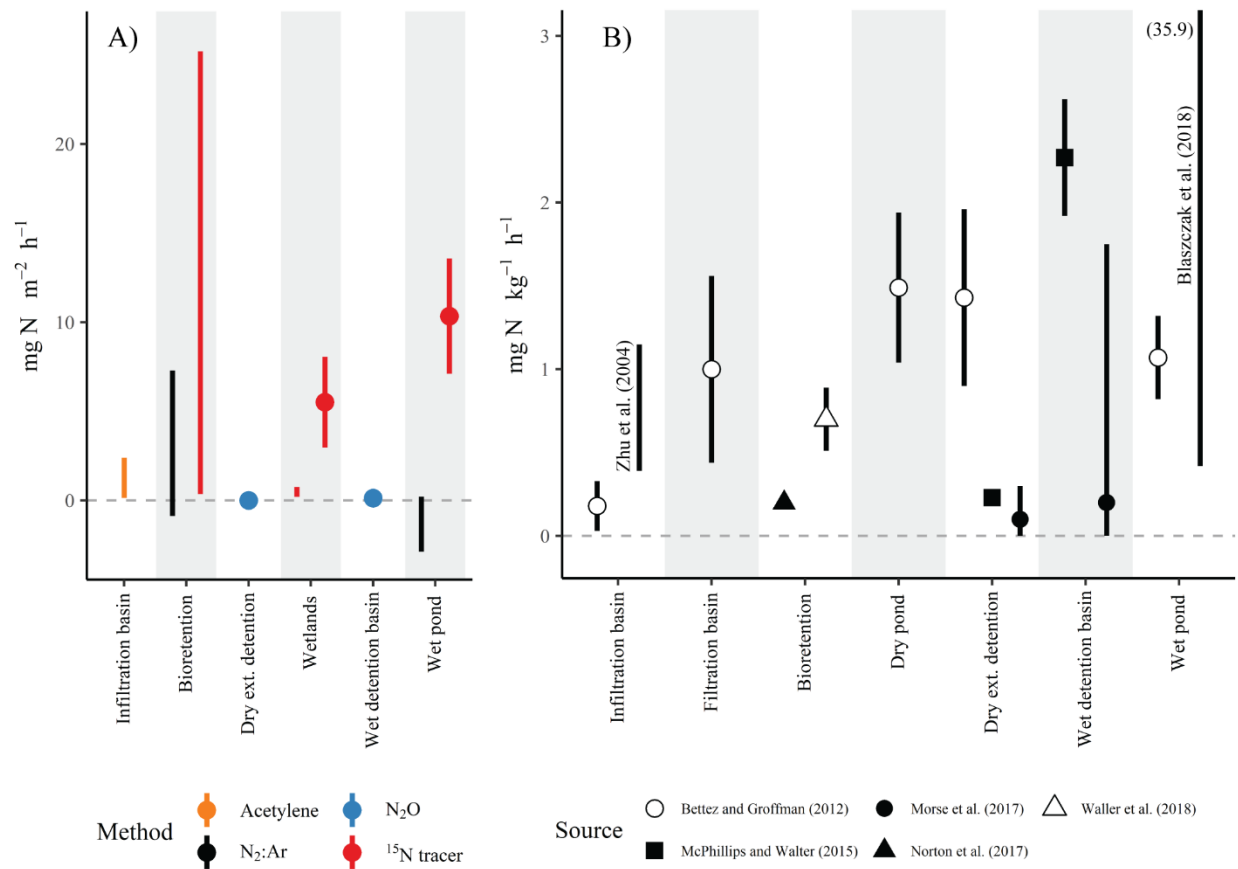 A)
mg N m⁻² h⁻¹
20
10
0
Infiltration basin
Bioretention
Dry ext. detention
Wetlands
Wet detention basin
Wet pond
Method
Acetylene
N₂O
N₂:Ar
¹⁵N tracer
B)
mg N kg⁻¹ h⁻¹
3
2
1
0
Zhu et al. (2004)
(35.9)
Blaszczak et al. (2018)
Infiltration basin
Filtration basin
Bioretention
Dry pond
Dry ext. detention
Wet detention basin
Wet pond
Source
Bettez and Groffman (2012)
Morse et al. (2017)
Waller et al. (2018)
McPhillips and Walter (2015)
Norton et al. (2017)